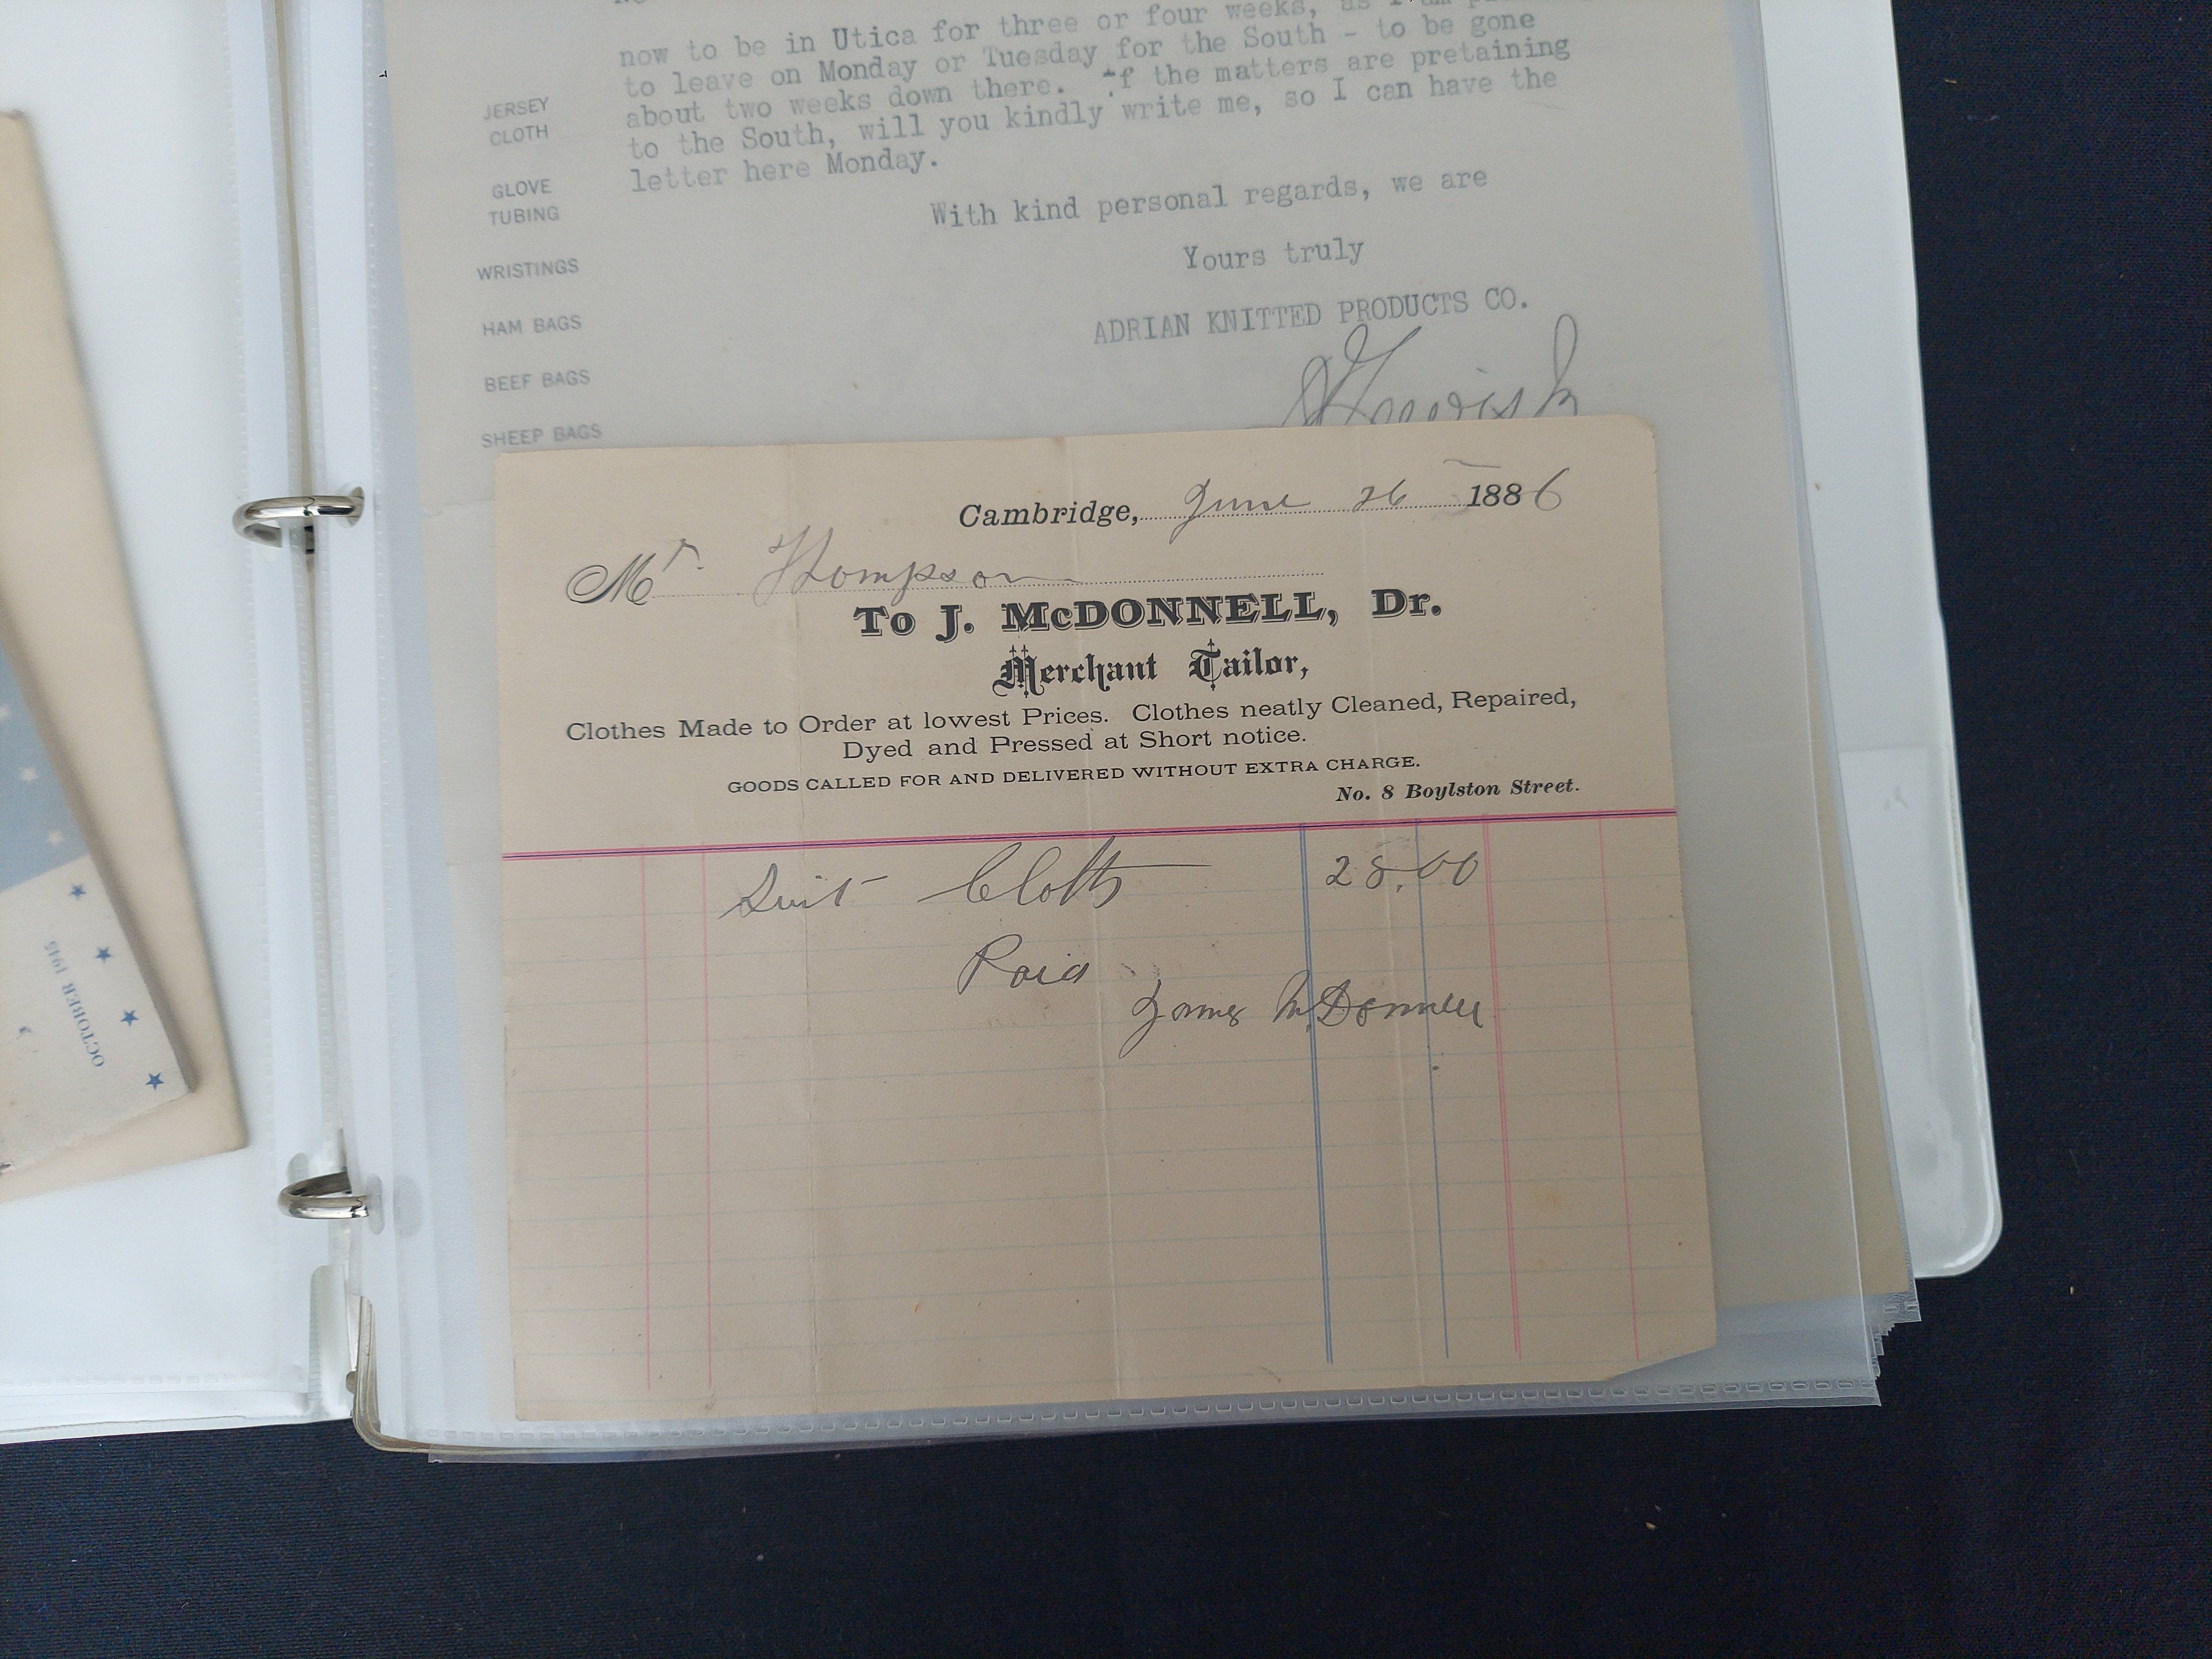 now to be in Utica for three or four weeks, as I am
to leave on Monday or Tuesday for the South - to be gone
about two weeks down there. If the matters are pretaining
to the South, will you kindly write me, so I can have the
letter here Monday.
With kind personal regards, we are
Yours truly
ADRIAN KNITTED PRODUCTS CO.
JERSEY
CLOTH
GLOVE
TUBING
WRISTINGS
HAM BAGS
BEEF BAGS
SHEEP BAGS
Cambridge, June 26 1886
Mr. Thompson
To J. McDONNELL, Dr.
Merchant Tailor,
Clothes Made to Order at lowest Prices. Clothes neatly Cleaned, Repaired,
Dyed and Pressed at Short notice.
GOODS CALLED FOR AND DELIVERED WITHOUT EXTRA CHARGE.
No. 8 Boylston Street.
Suit Cloths 28.00
Paid
James McDonnell
OCTOBER 1915